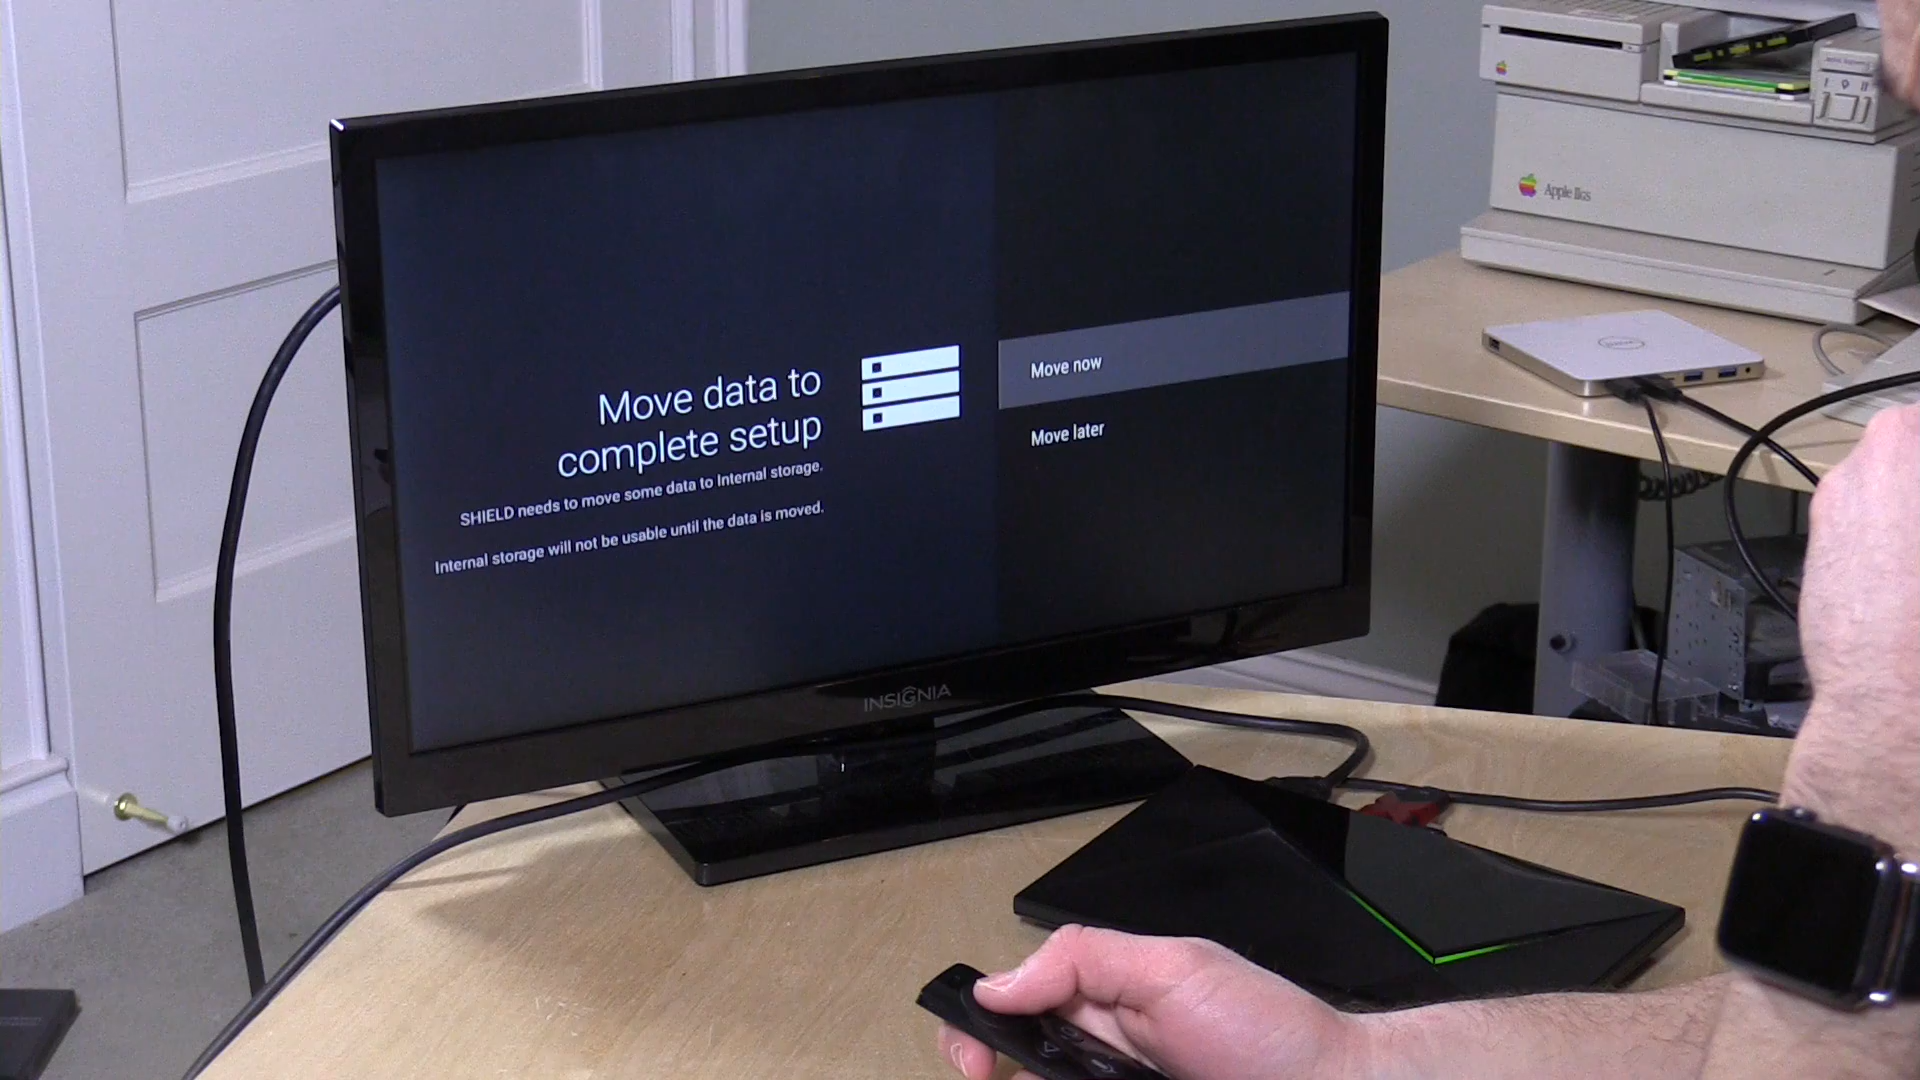 Move data to
complete setup
SHIELD needs to move some data to Internal storage.
Internal storage will not be usable until the data is moved.
Move now
Move later
INSIGNIA
Apple IIGS